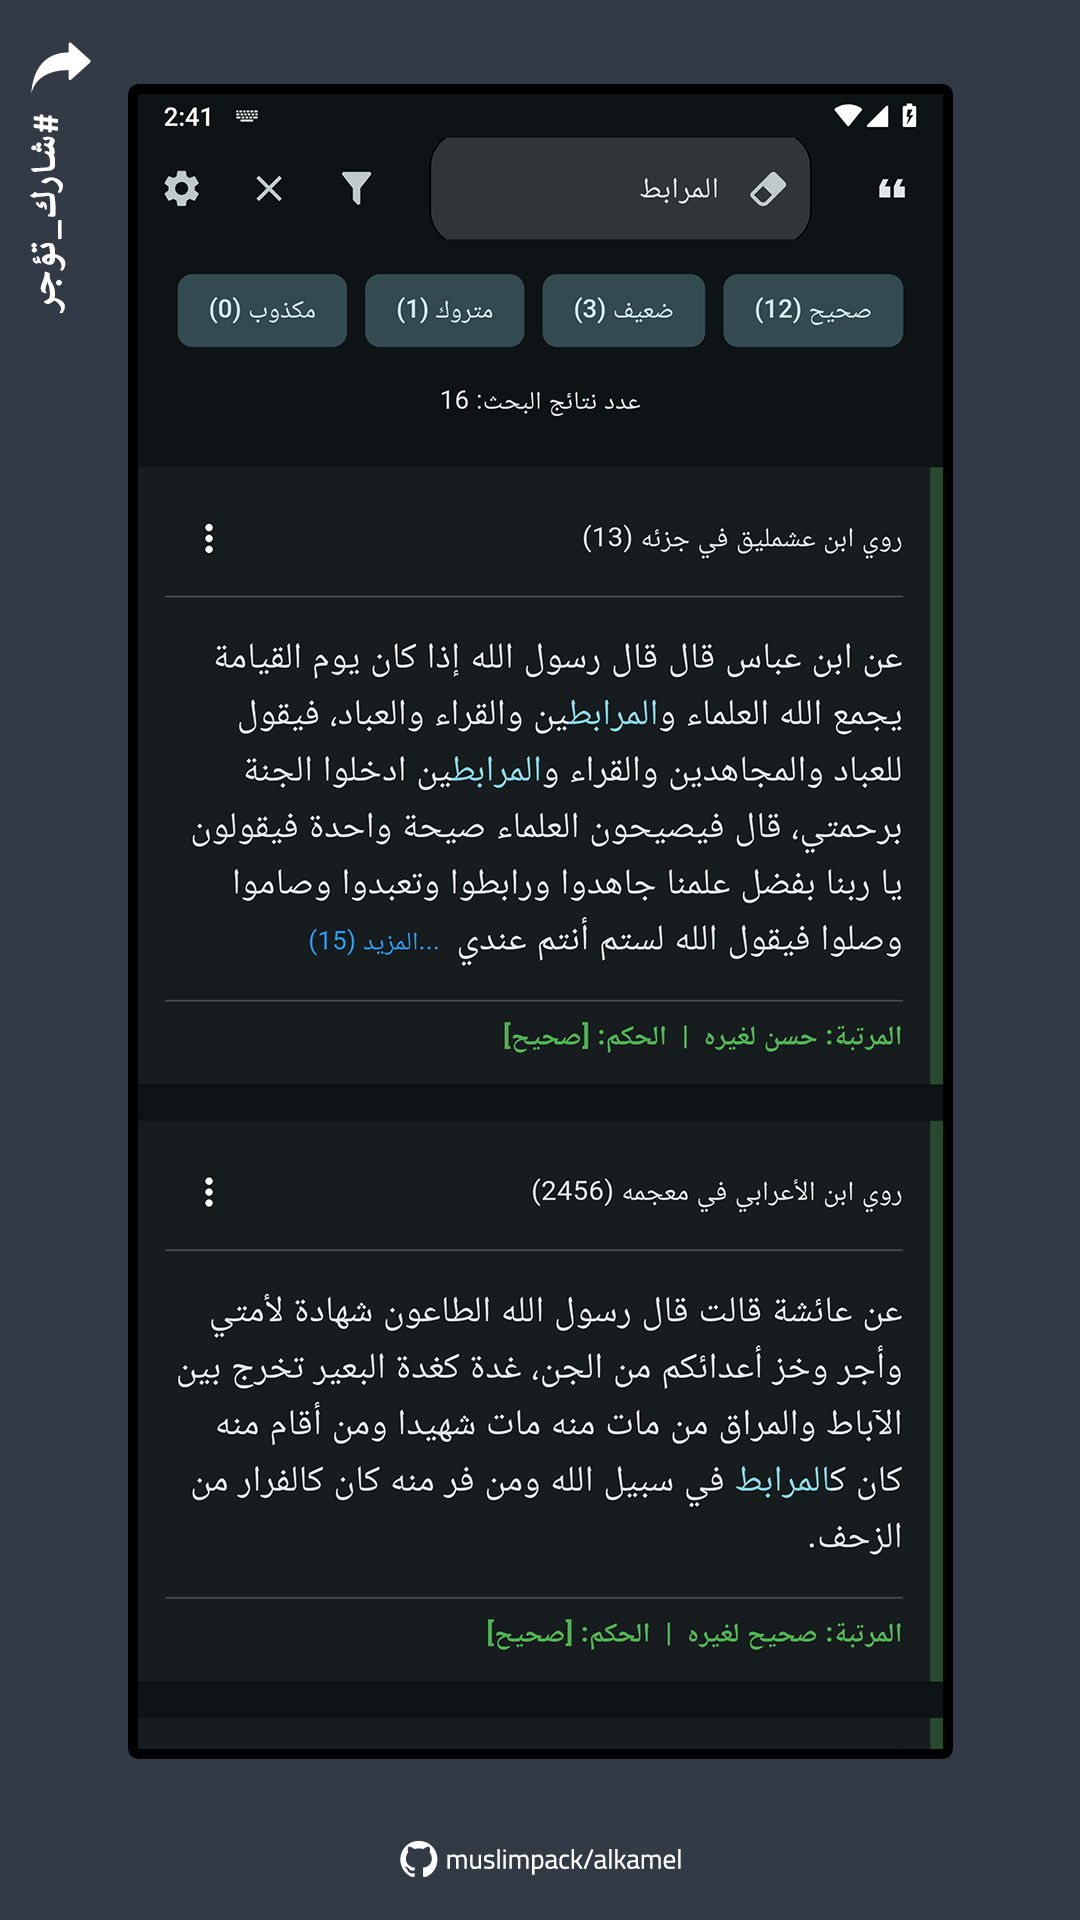 #شارك_تؤجر
2:41
المرابط
صحيح (12)
ضعيف (3)
متروك (1)
مكذوب (0)
عدد نتائج البحث: 16
روي ابن عشمليق في جزئه (13)
عن ابن عباس قال قال رسول الله إذا كان يوم القيامة
يجمع الله العلماء والمرابطين والقراء والعباد، فيقول
للعباد والمجاهدين والقراء والمرابطين ادخلوا الجنة
برحمتي، قال فيصيحون العلماء صيحة واحدة فيقولون
يا ربنا بفضل علمنا جاهدوا ورابطوا وتعبدوا وصاموا
وصلوا فيقول الله لستم أنتم عندي ...المزيد (15)
المرتبة: حسن لغيره | الحكم: [صحيح]
روي ابن الأعرابي في معجمه (2456)
عن عائشة قالت قال رسول الله الطاعون شهادة لأمتي
وأجر وخز أعدائكم من الجن، غدة كغدة البعير تخرج بين
الآباط والمراق من مات منه مات شهيدا ومن أقام منه
كان كالمرابط في سبيل الله ومن فر منه كان كالفرار من
الزحف.
المرتبة: صحيح لغيره | الحكم: [صحيح]
muslimpack/alkamel